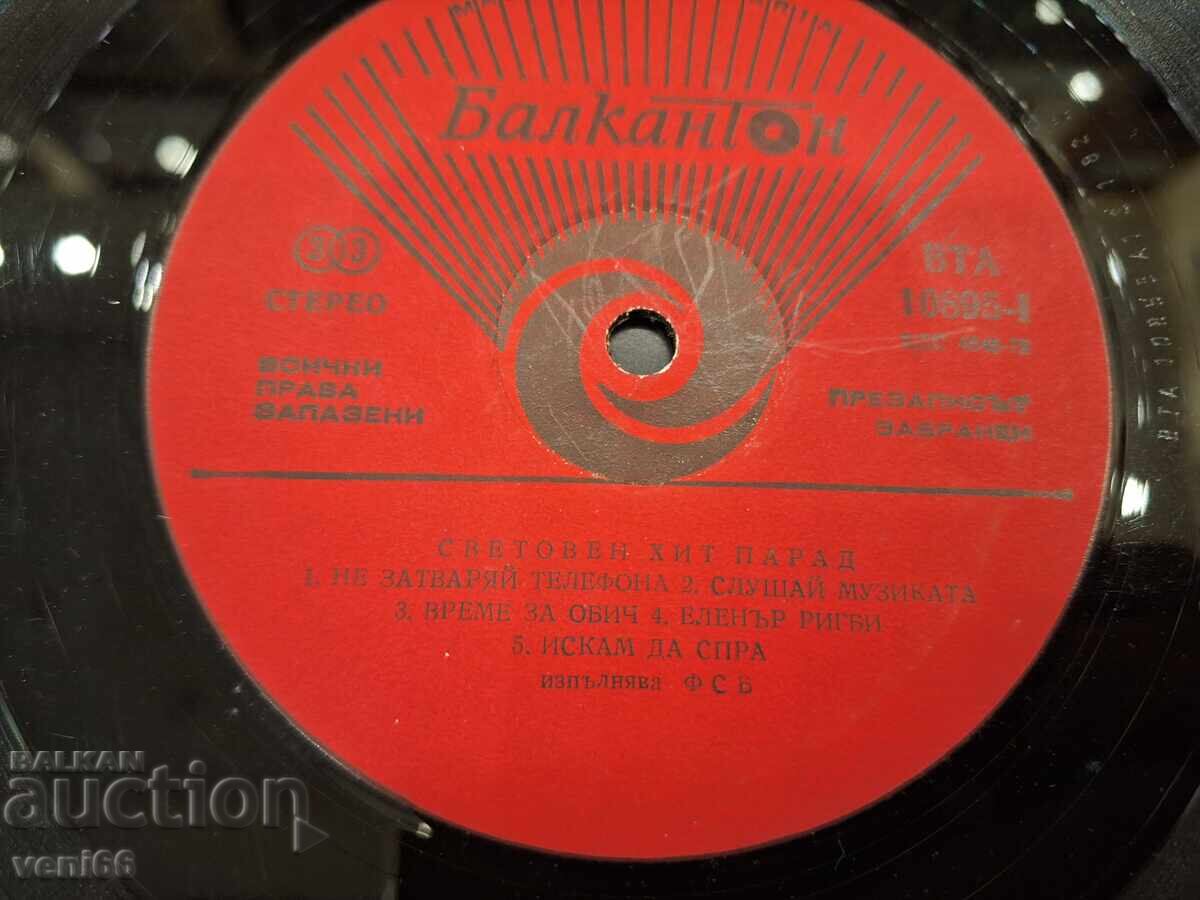 Балкантон
33
СТЕРЕО
ВСИЧКИ
ПРАВА
ЗАПАЗЕНИ
ВТА
ПРЕЗАПИСЪТ
ЗАБРАНЕН
СВЕТОВЕН ХИТ ПАРАД
1. НЕ ЗАТВАРЯЙ ТЕЛЕФОНА 2. СЛУШАЙ МУЗИКАТА
3. ВРЕМЕ ЗА ОБИЧ 4. ЕЛЕНЪР РИГБИ
5. ИСКАМ ДА СПРА
изпълнява ФСБ
BALKAN
auction
veni66